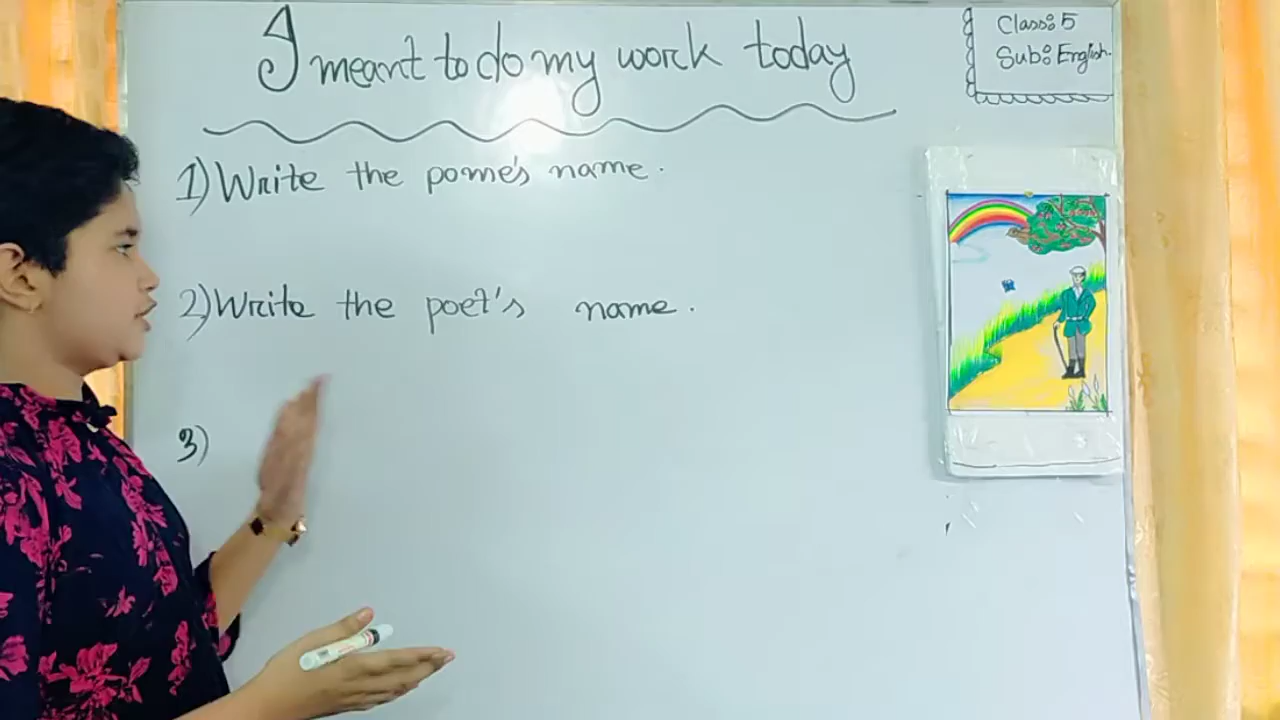 I meant to do my work today
Class: 5
Sub: English.
1) Write the pome's name.
2) Write the poet's name.
3)